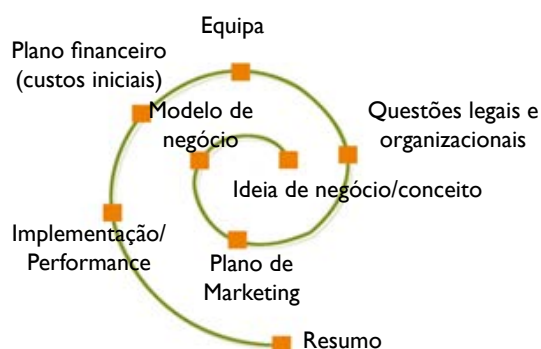 Equipa
Plano financeiro
(custos iniciais)
Modelo de
negócio
Questões legais e
organizacionais
Ideia de negócio/conceito
Implementação/
Performance
Plano de
Marketing
Resumo